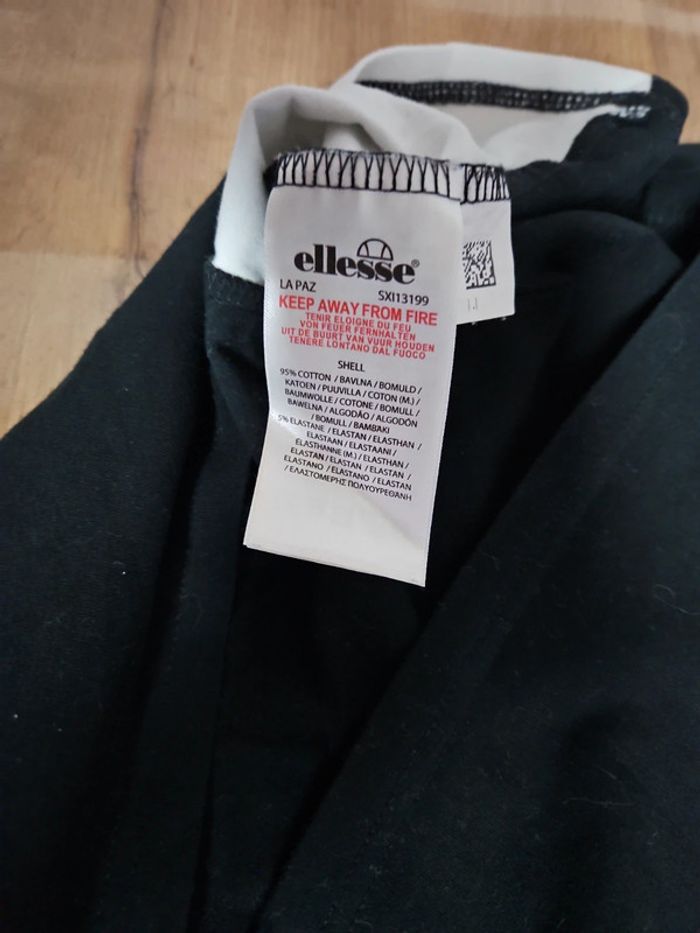 ellesse®
LA PAZ SXI13199
KEEP AWAY FROM FIRE
TENIR ELOIGNE DU FEU
VON FEUER FERNHALTEN
UIT DE BUURT VAN VUUR HOUDEN
TENERE LONTANO DAL FUOCO
SHELL
95% COTTON / BAVLNA / BOMULD /
KATOEN / PUUVILLA / COTON (M.) /
BAUMWOLLE / COTONE / BOMULL /
BAWELNA / ALGODÃO / ALGODÓN
/ BOMULL / BAMBAKI
5% ELASTANE / ELASTAN / ELASTHAN /
ELASTAAN / ELASTAANI /
ELASTHANNE (M.) / ELASTHAN /
ELASTAN / ELASTAN / ELASTAN /
ELASTANO / ELASTANO / ELASTAN
/ ΕΛΑΣΤΟΜΕΡΗΣ ΠΟΛΥΟΥΡΕΘΑΝΗ